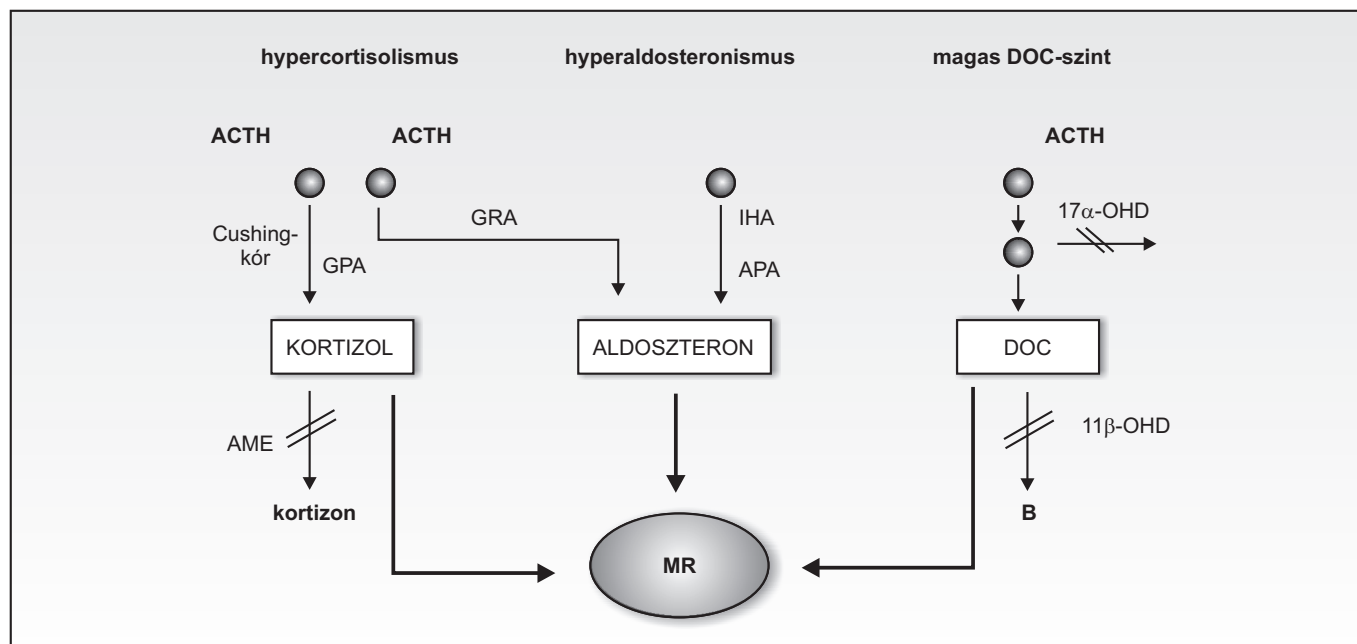 hypercortisolismus
hyperaldosteronismus
magas DOC-szint
ACTH
ACTH
ACTH
Cushing-
kór
GPA
GRA
IHA
APA
17α-OHD
KORTIZOL
ALDOSZTERON
DOC
AME
11β-OHD
kortizon
MR
B